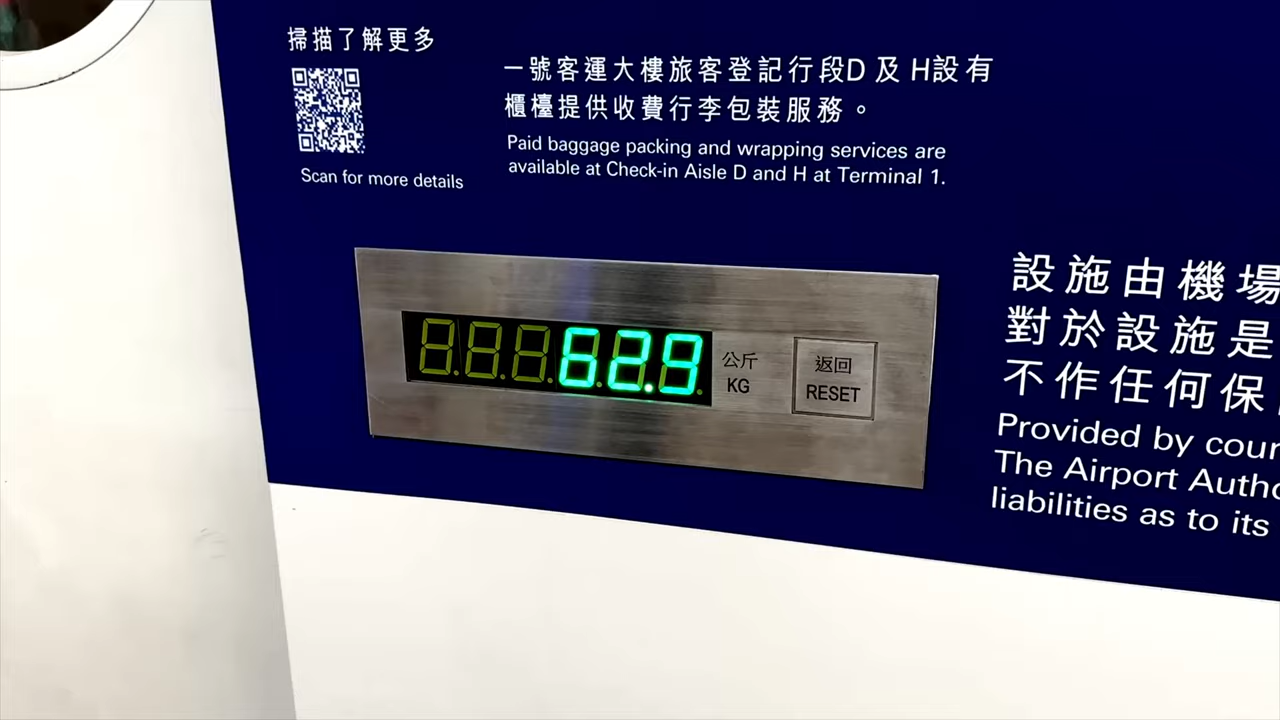 掃描了解更多
Scan for more details
一號客運大樓旅客登記行段D 及 H設有
櫃檯提供收費行李包裝服務。
Paid baggage packing and wrapping services are
available at Check-in Aisle D and H at Terminal 1.
62.9
公斤
KG
返回
RESET
設施由機場
對於設施是
不作任何保
Provided by cour
The Airport Autho
liabilities as to its